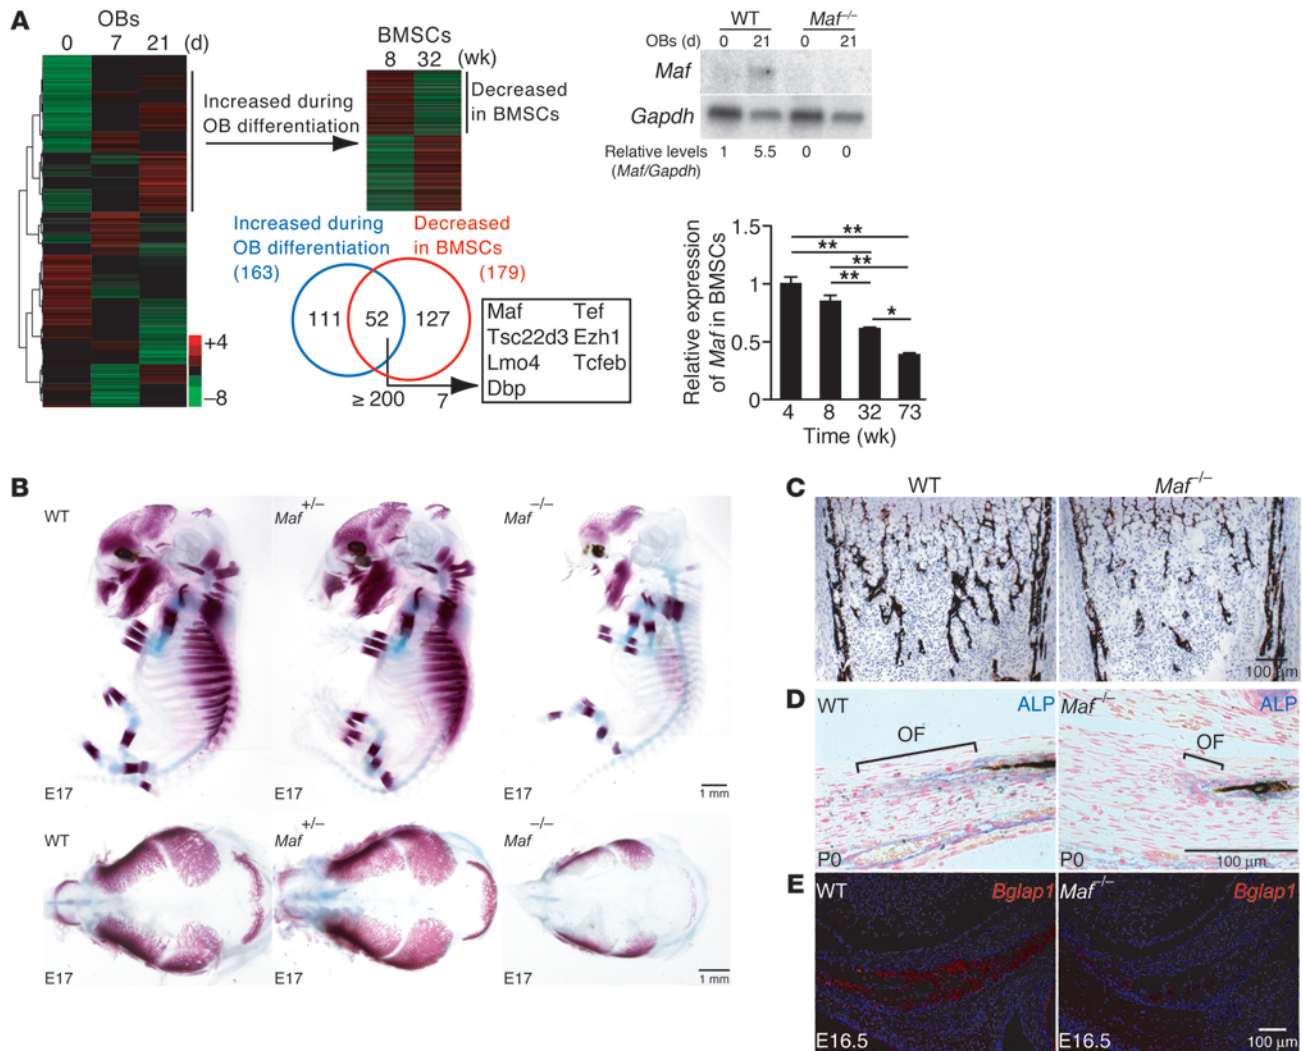 A
OBs
0 7 21 (d)
Increased during
OB differentiation
BMSCs
8 32 (wk)
Decreased
in BMSCs
+4
–8
Increased during
OB differentiation
(163)
Decreased
in BMSCs
(179)
111 52 127
≥ 200
7
Maf Tef
Tsc22d3 Ezh1
Lmo4 Tcfeb
Dbp
WT Maf–/–
OBs (d) 0 21 0 21
Maf
Gapdh
Relative levels 1 5.5 0 0
(Maf/Gapdh)
Relative expression
of Maf in BMSCs
1.5
1
0.5
0
**
**
**
**
*
4 8 32 73
Time (wk)
B
WT
Maf+/–
Maf–/–
E17
E17
E17
1 mm
WT
Maf+/–
Maf–/–
E17
E17
E17
1 mm
C
WT
Maf–/–
100 μm
D
WT
ALP
OF
P0
Maf–/–
ALP
OF
P0
100 μm
E
WT
Bglap1
E16.5
Maf–/–
Bglap1
E16.5
100 μm